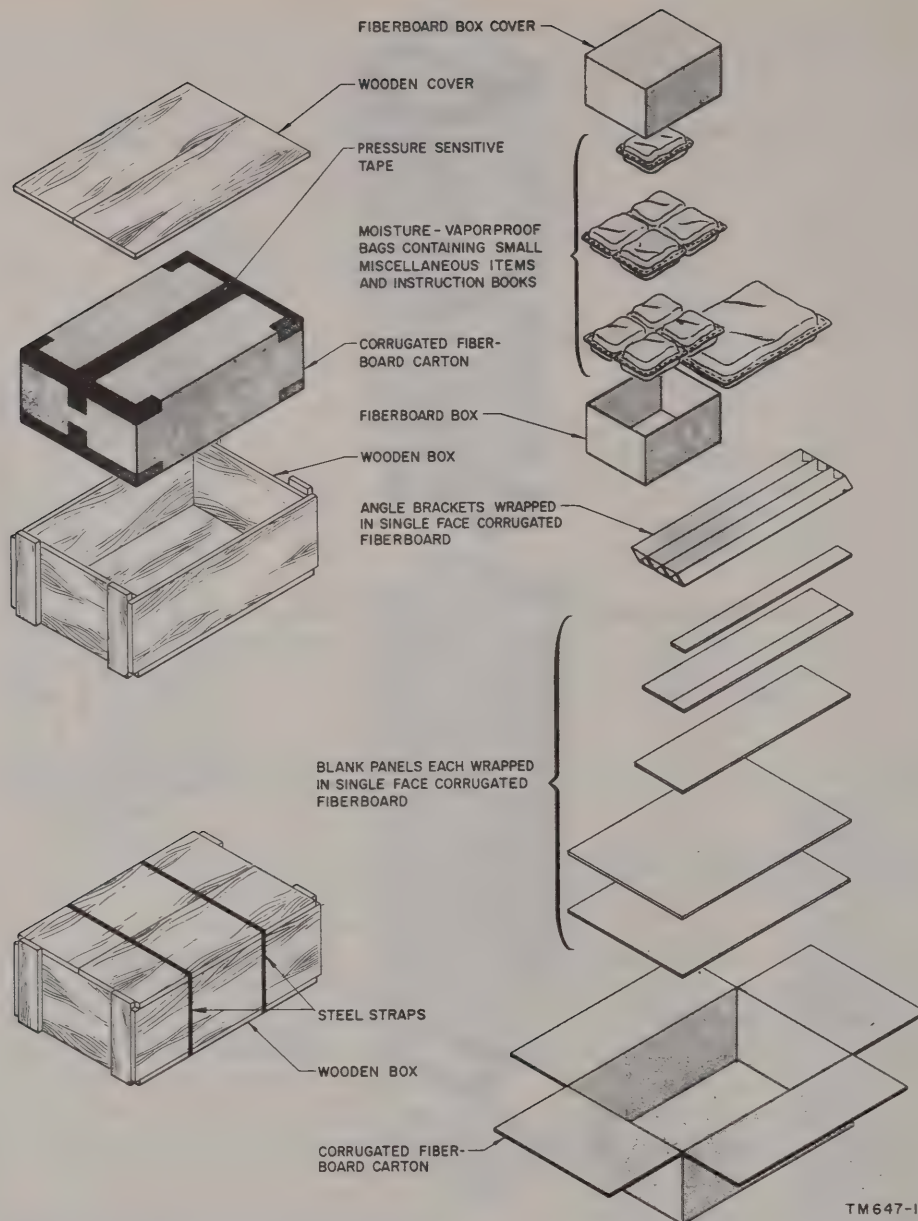 FIBERBOARD BOX COVER
WOODEN COVER
PRESSURE SENSITIVE
TAPE
MOISTURE-VAPORPROOF
BAGS CONTAINING SMALL
MISCELLANEOUS ITEMS
AND INSTRUCTION BOOKS
CORRUGATED FIBER-
BOARD CARTON
FIBERBOARD BOX
WOODEN BOX
ANGLE BRACKETS WRAPPED
IN SINGLE FACE CORRUGATED
FIBERBOARD
BLANK PANELS EACH WRAPPED
IN SINGLE FACE CORRUGATED
FIBERBOARD
STEEL STRAPS
WOODEN BOX
CORRUGATED FIBER-
BOARD CARTON
TM647-1